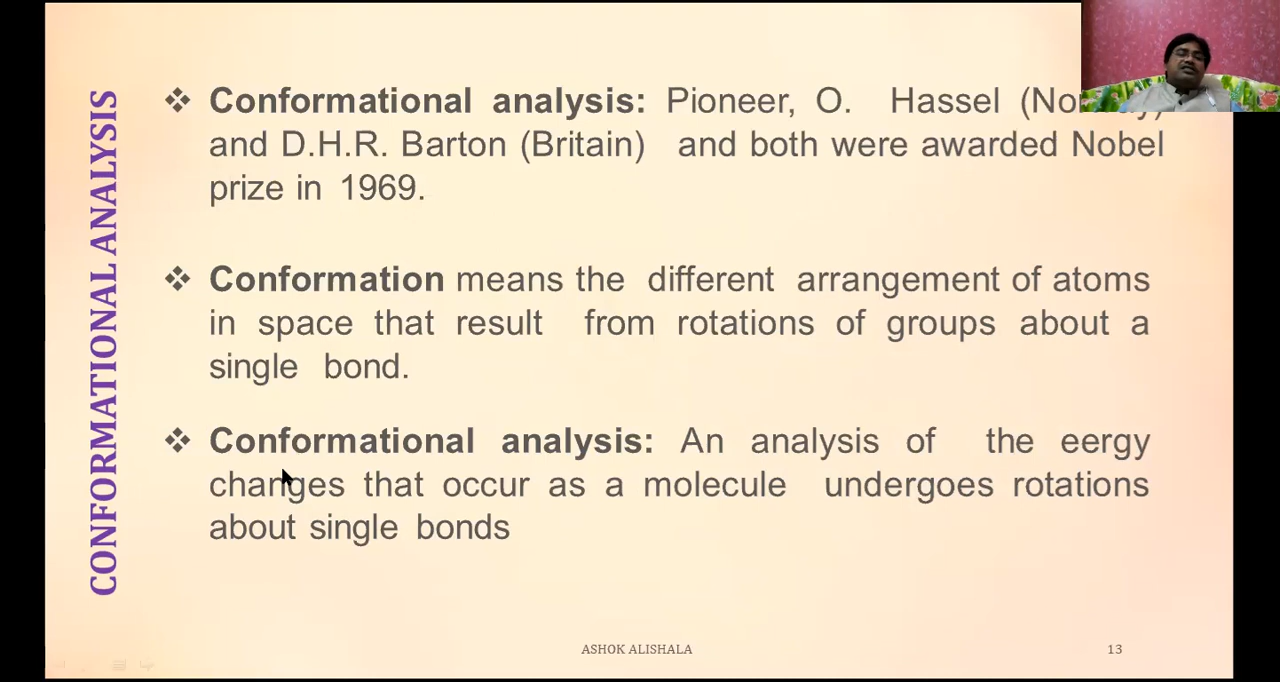 CONFORMATIONAL ANALYSIS
❖ Conformational analysis: Pioneer, O. Hassel
and D.H.R. Barton (Britain) and both were awarded Nobel
prize in 1969.
❖ Conformation means the different arrangement of atoms
in space that result from rotations of groups about a
single bond.
❖ Conformational analysis: An analysis of the eergy
changes that occur as a molecule undergoes rotations
about single bonds
ASHOK ALISHALA
13